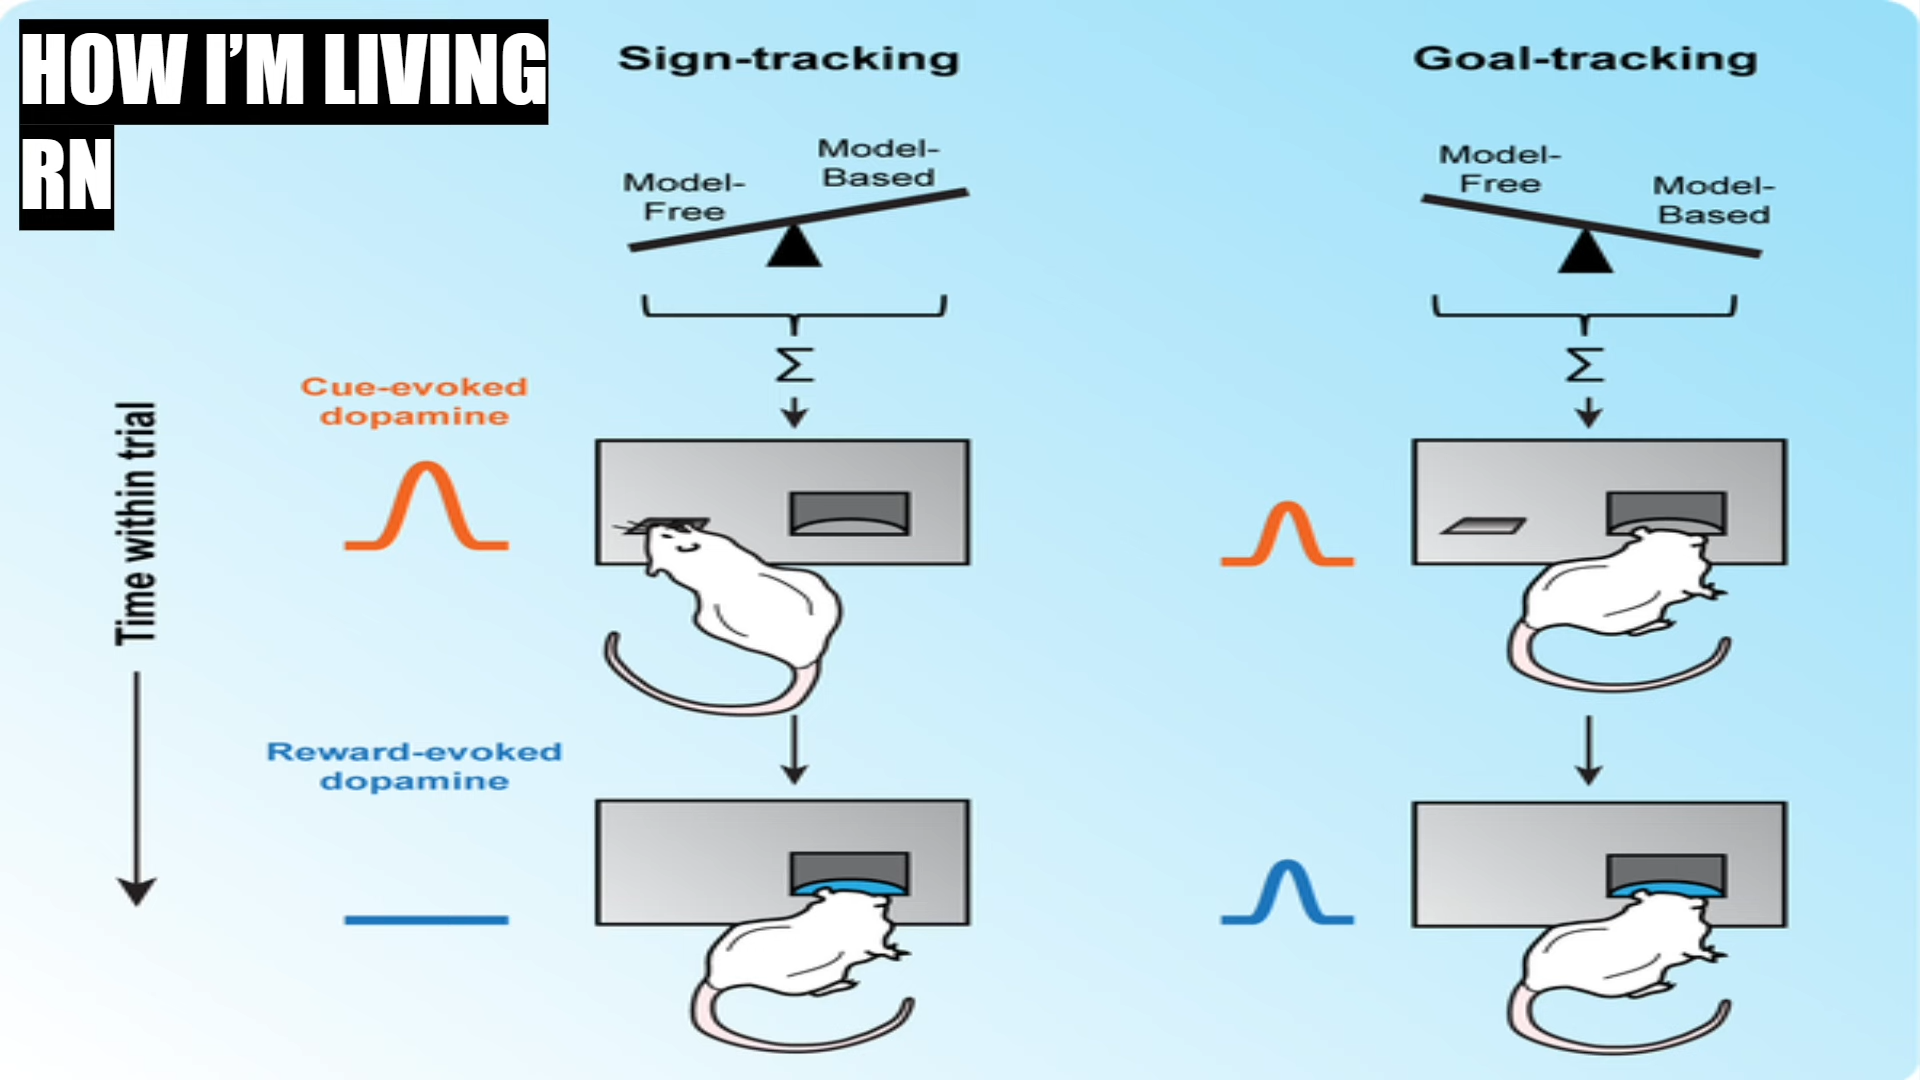 HOW I’M LIVING
RN
Sign-tracking
Goal-tracking
Model-
Free
Model-
Based
Model-
Free
Model-
Based
Σ
Σ
Time within trial
Cue-evoked
dopamine
Reward-evoked
dopamine